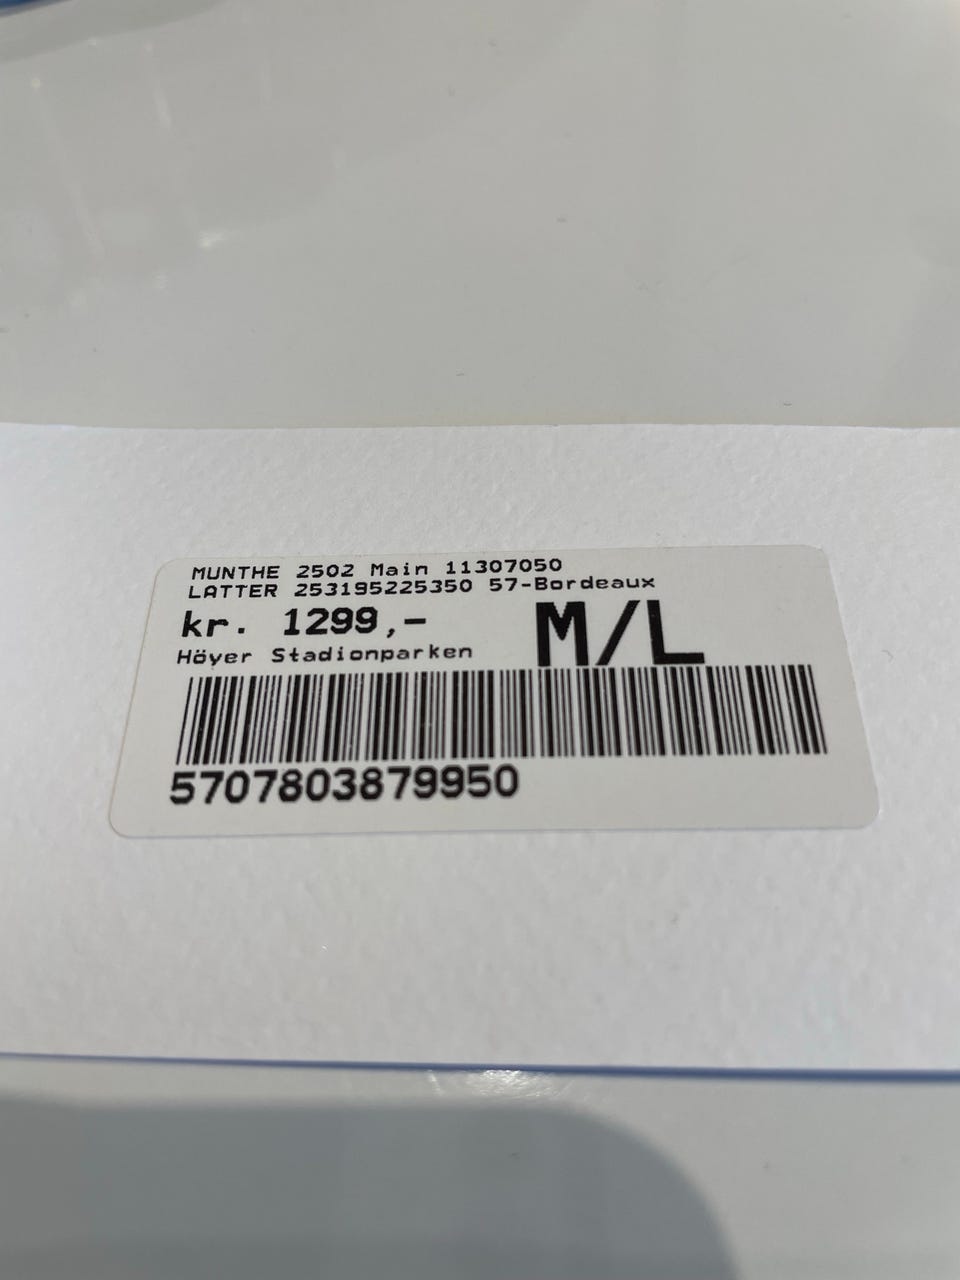 MUNTHE 2502 Main 11307050
LATTER 253195225350 57-Bordeaux
kr. 1299,- M/L
Höyer Stadionparken
5707803879950